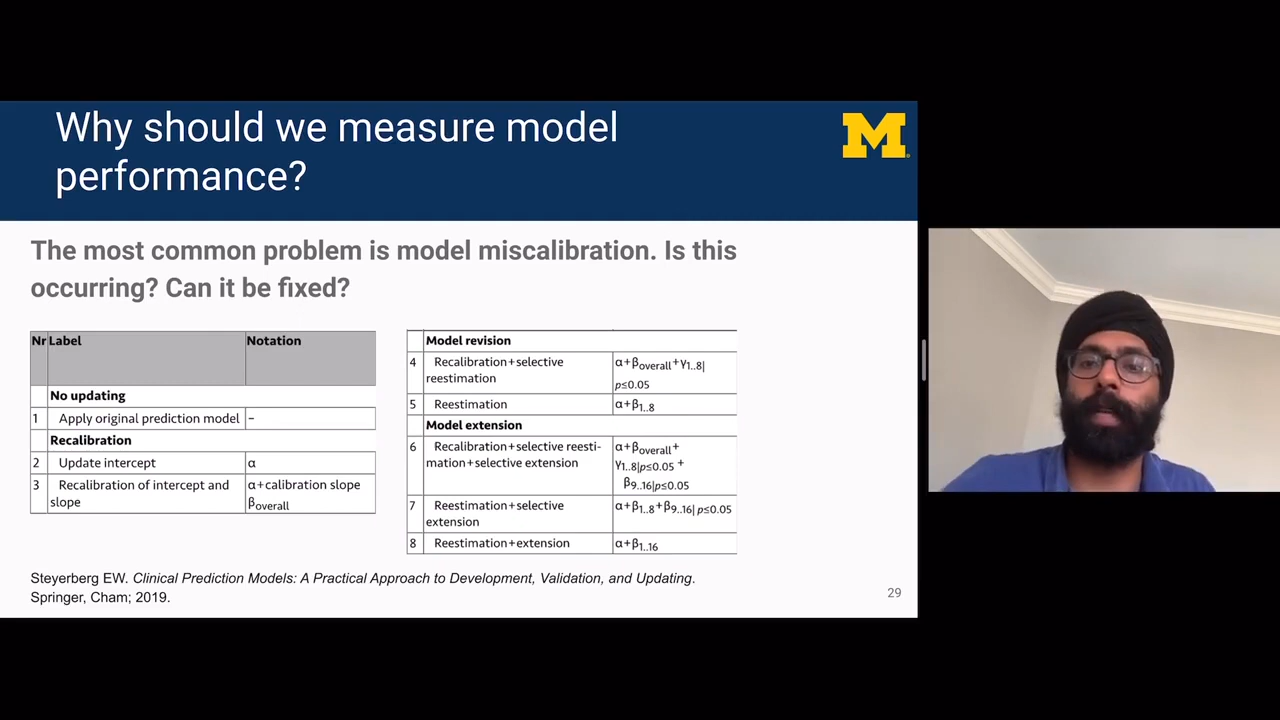 Why should we measure model
performance?
M
The most common problem is model miscalibration. Is this
occurring? Can it be fixed?
Nr Label Notation
No updating
1 Apply original prediction model –
Recalibration
2 Update intercept α
3 Recalibration of intercept and α+calibration slope
slope βoverall
Model revision
4 Recalibration+selective α+βoverall+γ1..8|
reestimation p≤0.05
5 Reestimation α+β1..8
Model extension
6 Recalibration+selective reesti- α+βoverall+
mation+selective extension γ1..8|p≤0.05 +
β9..16|p≤0.05
7 Reestimation+selective α+β1..8+β9..16| p≤0.05
extension
8 Reestimation+extension α+β1..16
Steyerberg EW. Clinical Prediction Models: A Practical Approach to Development, Validation, and Updating.
Springer, Cham; 2019.
29